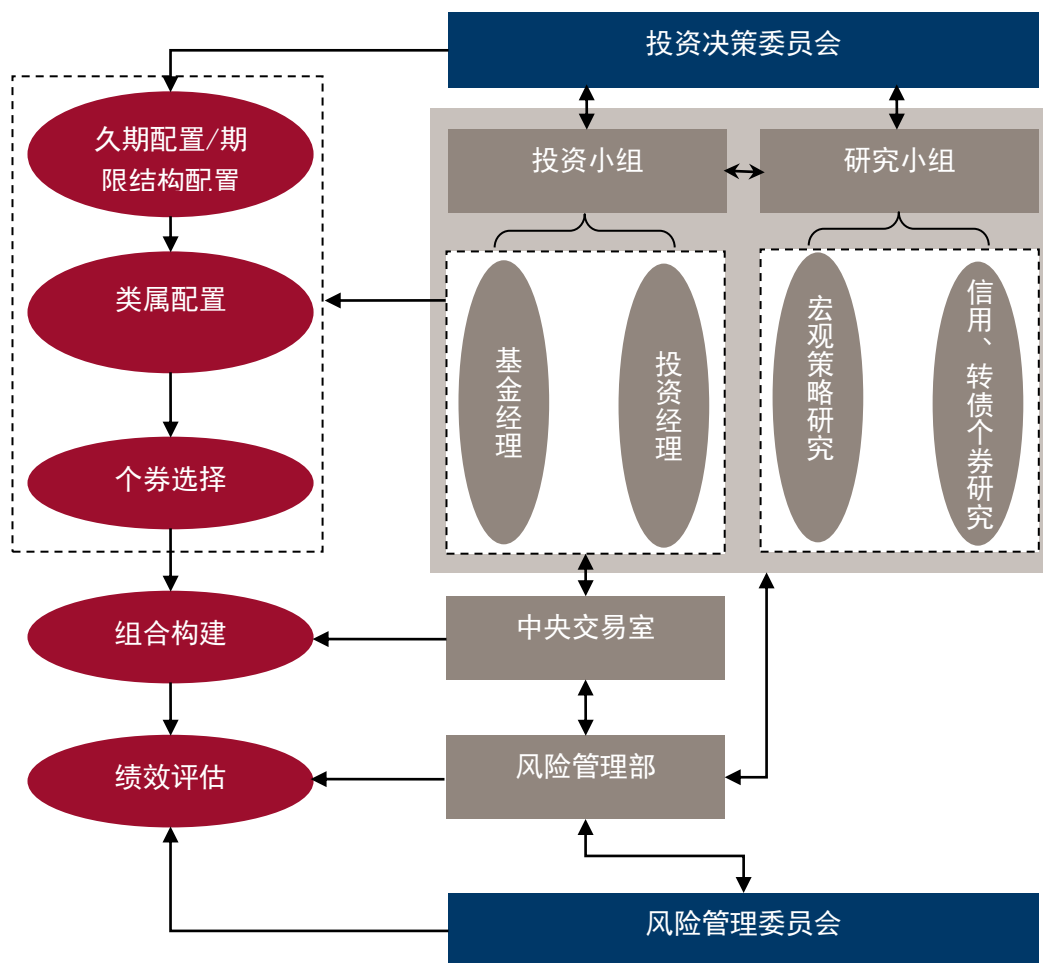 投资决策委员会
久期配置/期
限结构配置
投资小组
研究小组
类属配置
基金经理
投资经理
宏观策略研究
信用、转债个券研究
个券选择
组合构建
中央交易室
绩效评估
风险管理部
风险管理委员会